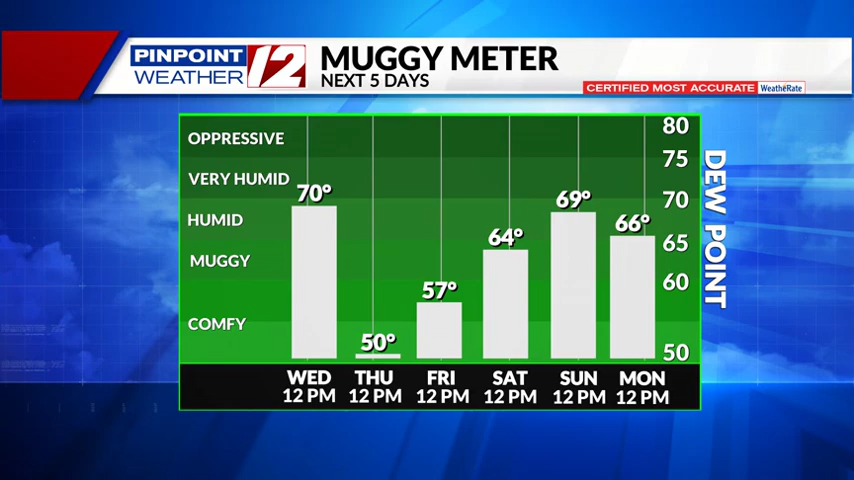 PINPOINT
WEATHER 12
MUGGY METER
NEXT 5 DAYS
CERTIFIED MOST ACCURATE WeatheRate
OPPRESSIVE
VERY HUMID
HUMID
MUGGY
COMFY
70°
50°
57°
64°
69°
66°
80
75
70
65
60
50
DEW POINT
WED THU FRI SAT SUN MON
12 PM 12 PM 12 PM 12 PM 12 PM 12 PM